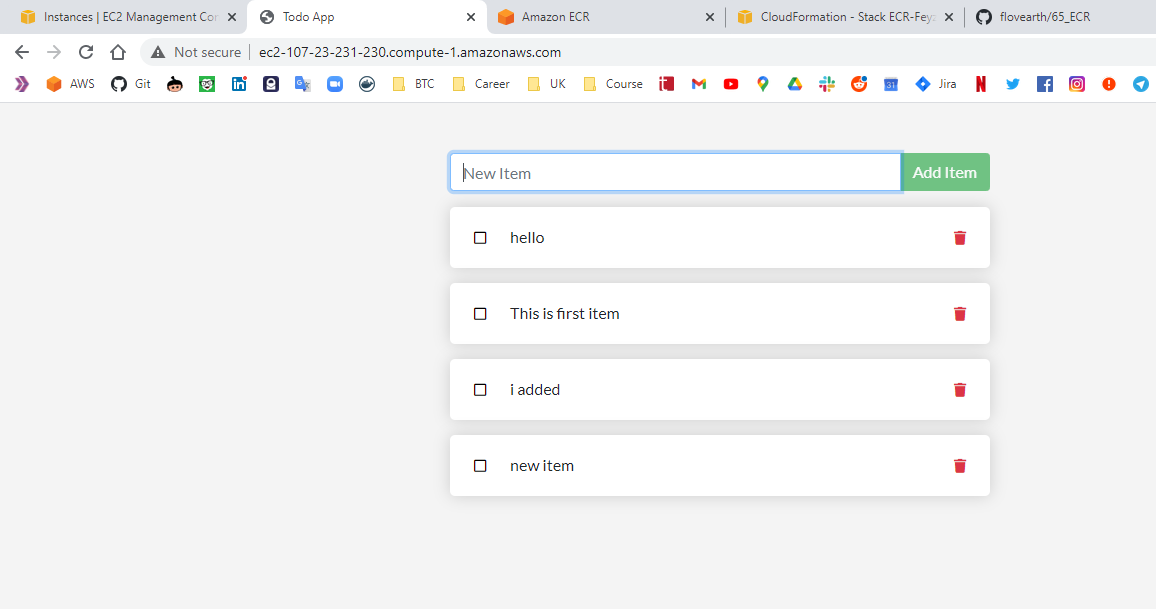 Instances | EC2 Management Con
Todo App
Amazon ECR
CloudFormation - Stack ECR-Fey
flovearth/65_ECR
Not secure | ec2-107-23-231-230.compute-1.amazonaws.com
AWS Git BTC Career UK Course 31 Jira
New Item Add Item
hello
This is first item
i added
new item